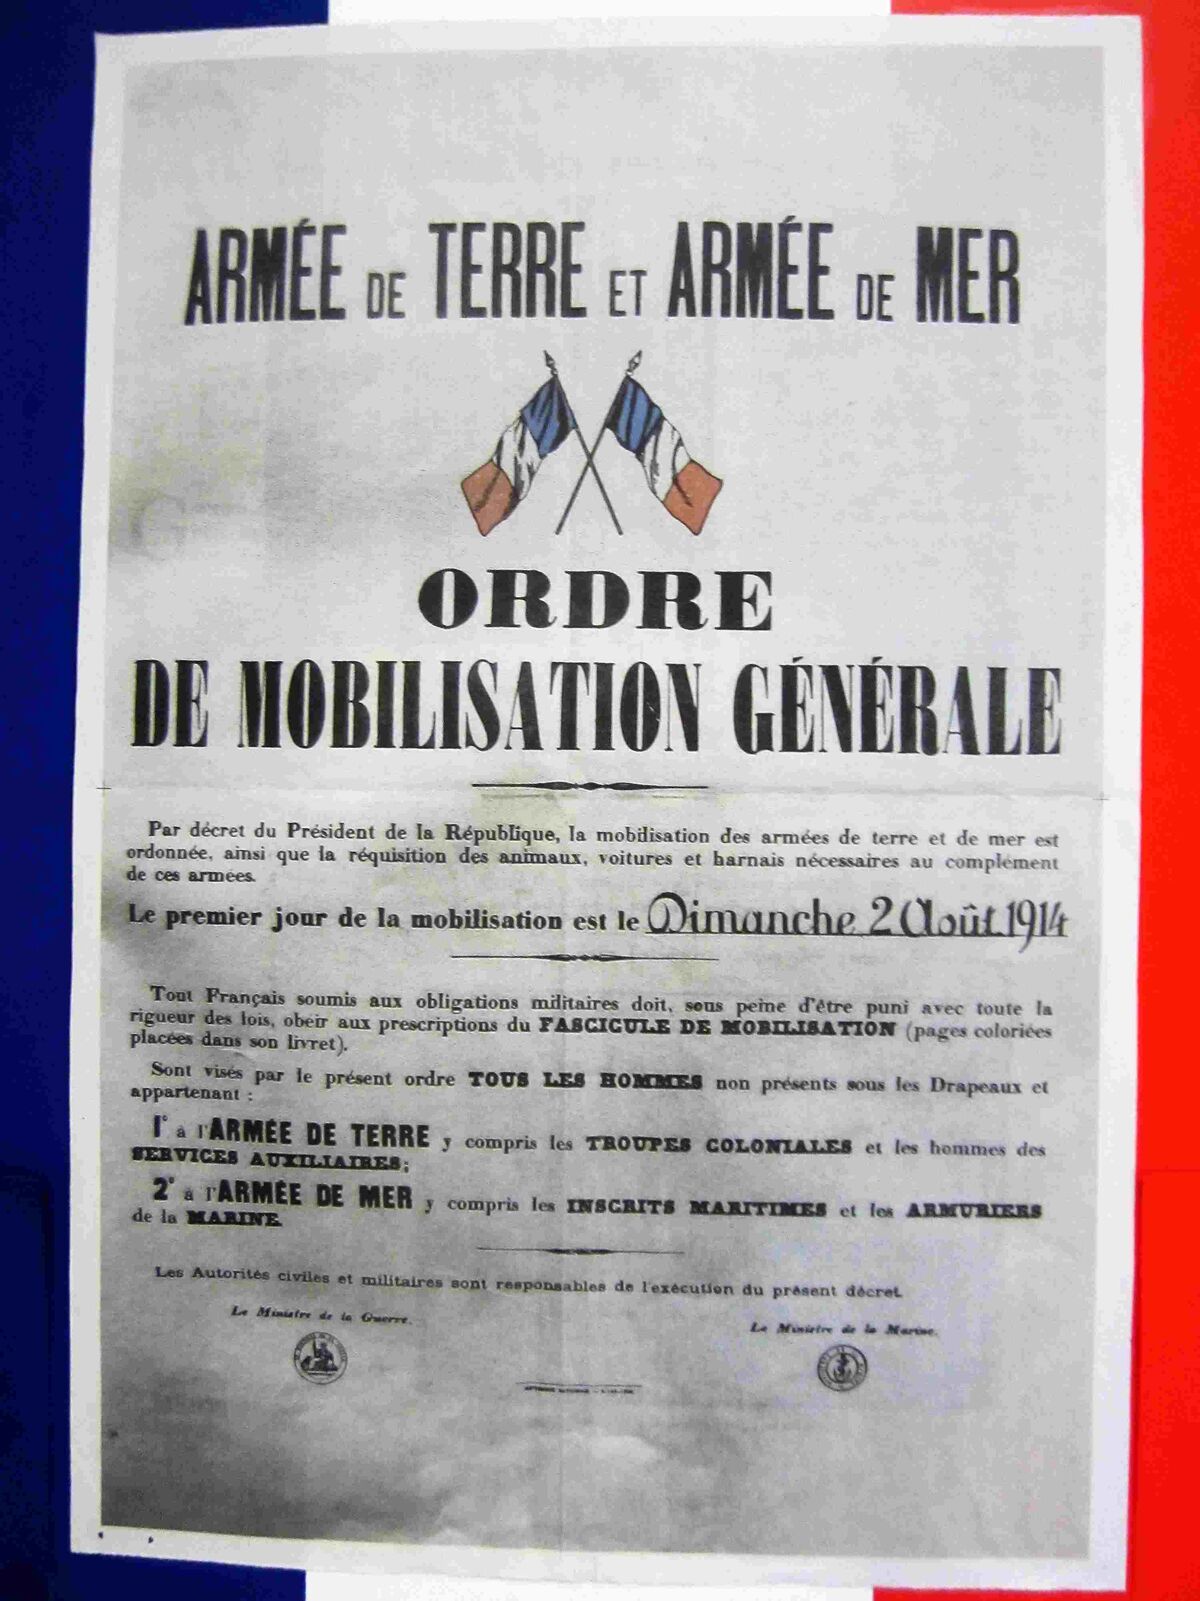 ARMÉE DE TERRE ET ARMÉE DE MER
ORDRE
DE MOBILISATION GÉNÉRALE
Par décret du Président de la République, la mobilisation des armées de terre et de mer est
ordonnée, ainsi que la réquisition des animaux, voitures et harnais nécessaires au complément
de ces armées.
Le premier jour de la mobilisation est le Dimanche 2 Août 1914
Tout Français soumis aux obligations militaires doit, sous peine d'être puni avec toute la
rigueur des lois, obéir aux prescriptions du FASCICULE DE MOBILISATION (pages coloriées
placées dans son livret).
Sont visés par le présent ordre TOUS LES HOMMES non présents sous les Drapeaux et
appartenant :
1° à l'ARMÉE DE TERRE y compris les TROUPES COLONIALES et les hommes des
SERVICES AUXILIAIRES;
2° à l'ARMÉE DE MER y compris les INSCRITS MARITIMES et les ARMURIERS
de la MARINE.
Les Autorités civiles et militaires sont responsables de l'exécution du présent décret.
Le Ministre de la Guerre.
Le Ministre de la Marine.